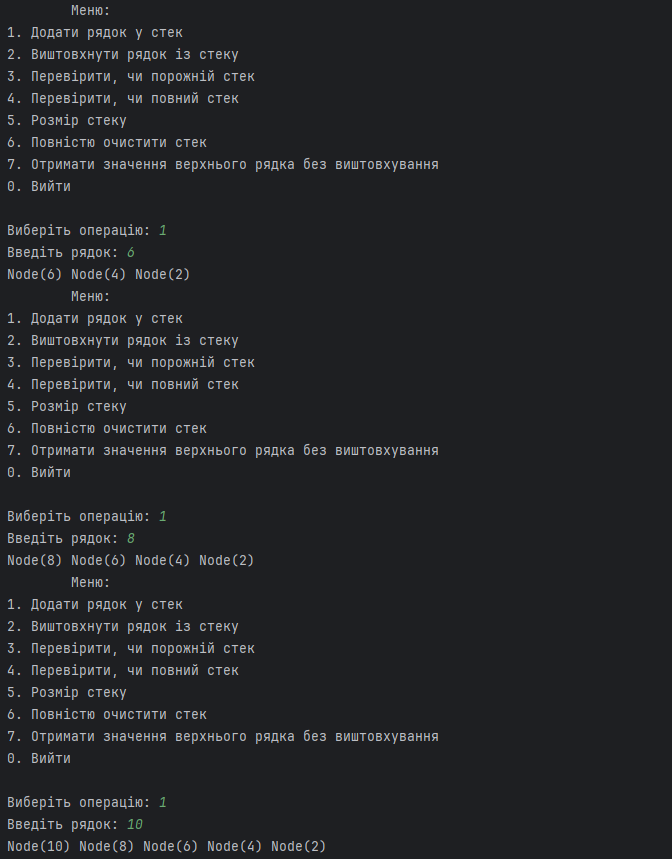 Меню:
1. Додати рядок у стек
2. Виштовхнути рядок із стеку
3. Перевірити, чи порожній стек
4. Перевірити, чи повний стек
5. Розмір стеку
6. Повністю очистити стек
7. Отримати значення верхнього рядка без виштовхування
0. Вийти
Виберіть операцію: 1
Введіть рядок: 6
Node(6) Node(4) Node(2)
Меню:
1. Додати рядок у стек
2. Виштовхнути рядок із стеку
3. Перевірити, чи порожній стек
4. Перевірити, чи повний стек
5. Розмір стеку
6. Повністю очистити стек
7. Отримати значення верхнього рядка без виштовхування
0. Вийти
Виберіть операцію: 1
Введіть рядок: 8
Node(8) Node(6) Node(4) Node(2)
Меню:
1. Додати рядок у стек
2. Виштовхнути рядок із стеку
3. Перевірити, чи порожній стек
4. Перевірити, чи повний стек
5. Розмір стеку
6. Повністю очистити стек
7. Отримати значення верхнього рядка без виштовхування
0. Вийти
Виберіть операцію: 1
Введіть рядок: 10
Node(10) Node(8) Node(6) Node(4) Node(2)